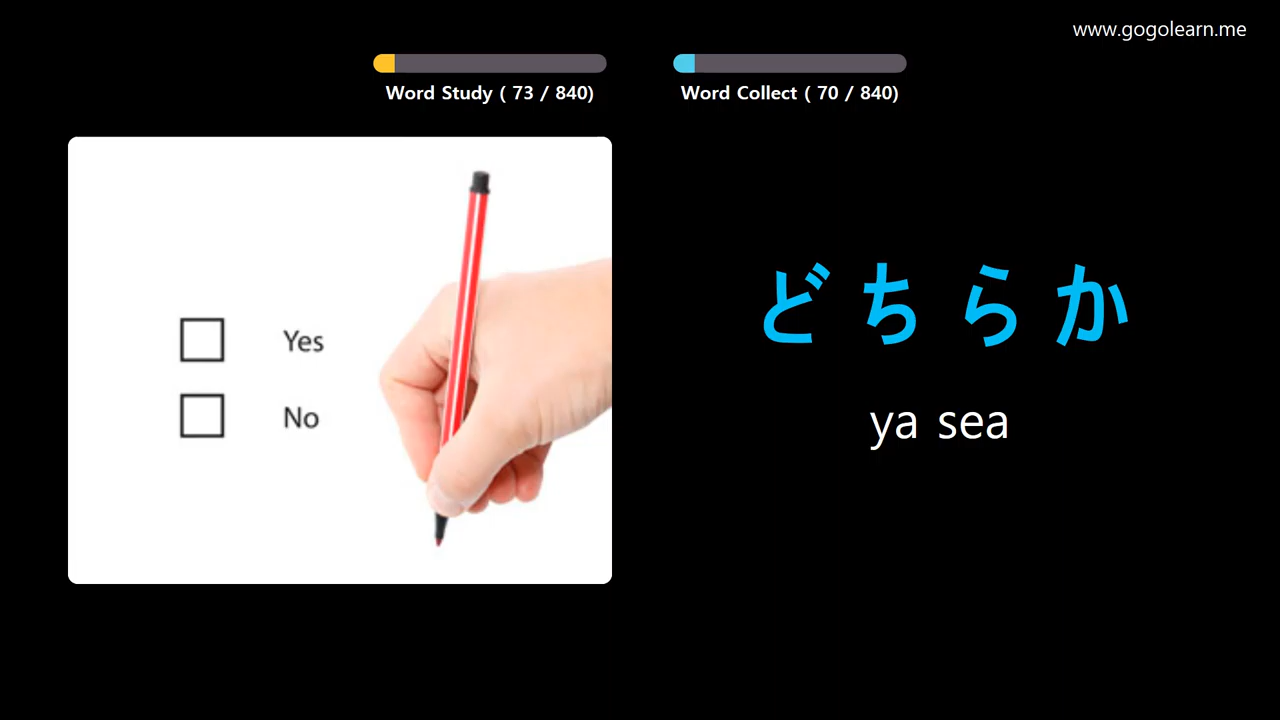 www.gogolearn.me
Word Study ( 73 / 840)
Word Collect ( 70 / 840)
Yes
No
どちらか
ya sea